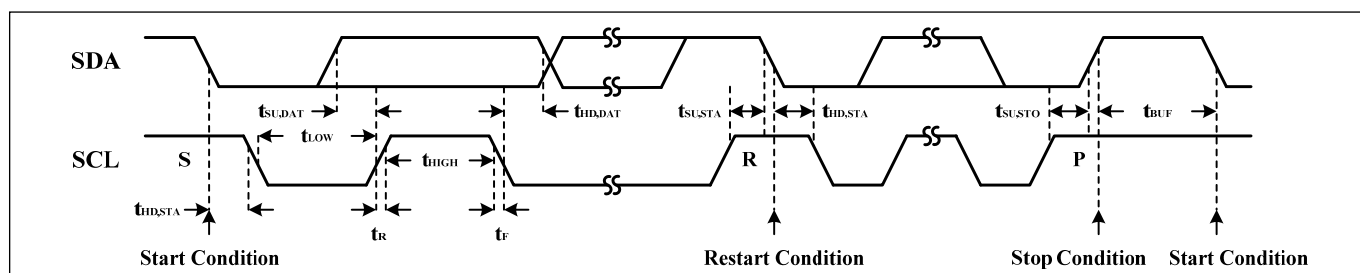 SDA
tSU,DAT tHD,DAT tSU,STA tHD,STA tSU,STO tBUF
tLOW
SCL S tHIGH R P
tHD,STA
tR tF
Start Condition Restart Condition Stop Condition Start Condition